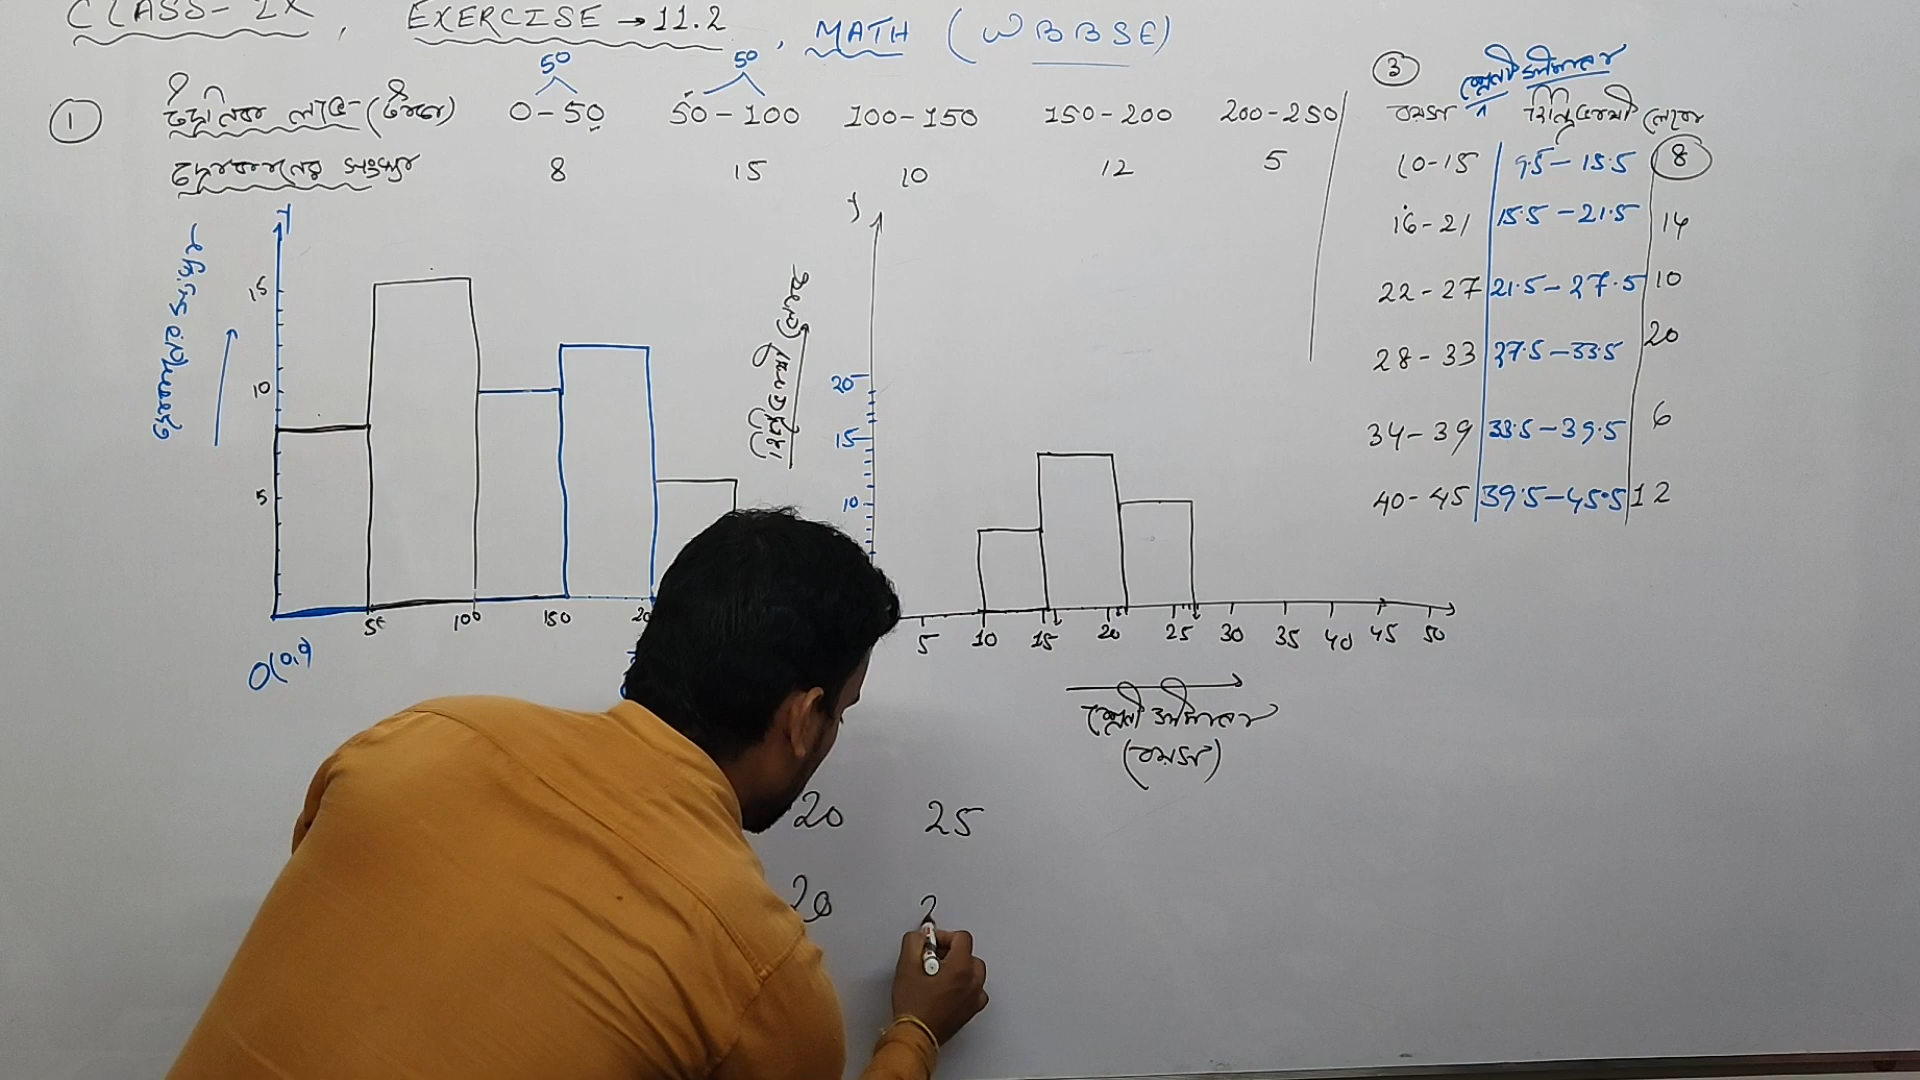 CLASS- IX, EXERCISE → 11.2, MATH (WBBSE)
50 50
① দৈনিক লাভ-(টাকা) 0-50 50-100 100-150 150-200 200-250
দোকানের সংখ্যা 8 15 10 12 5
Y
15
10
5
50 100 150 20
O(0,0)
y
20
15
10
5 10 15 20 25 30 35 40 45 50
শ্রেণী সীমানা
(বয়স)
20 25
20 2
③ শ্রেণী সীমানা
বয়স
10-15 9.5-15.5 8
16-21 15.5-21.5 14
22-27 21.5-27.5 10
28-33 27.5-33.5 20
34-39 33.5-39.5 6
40-45 39.5-45.5 12